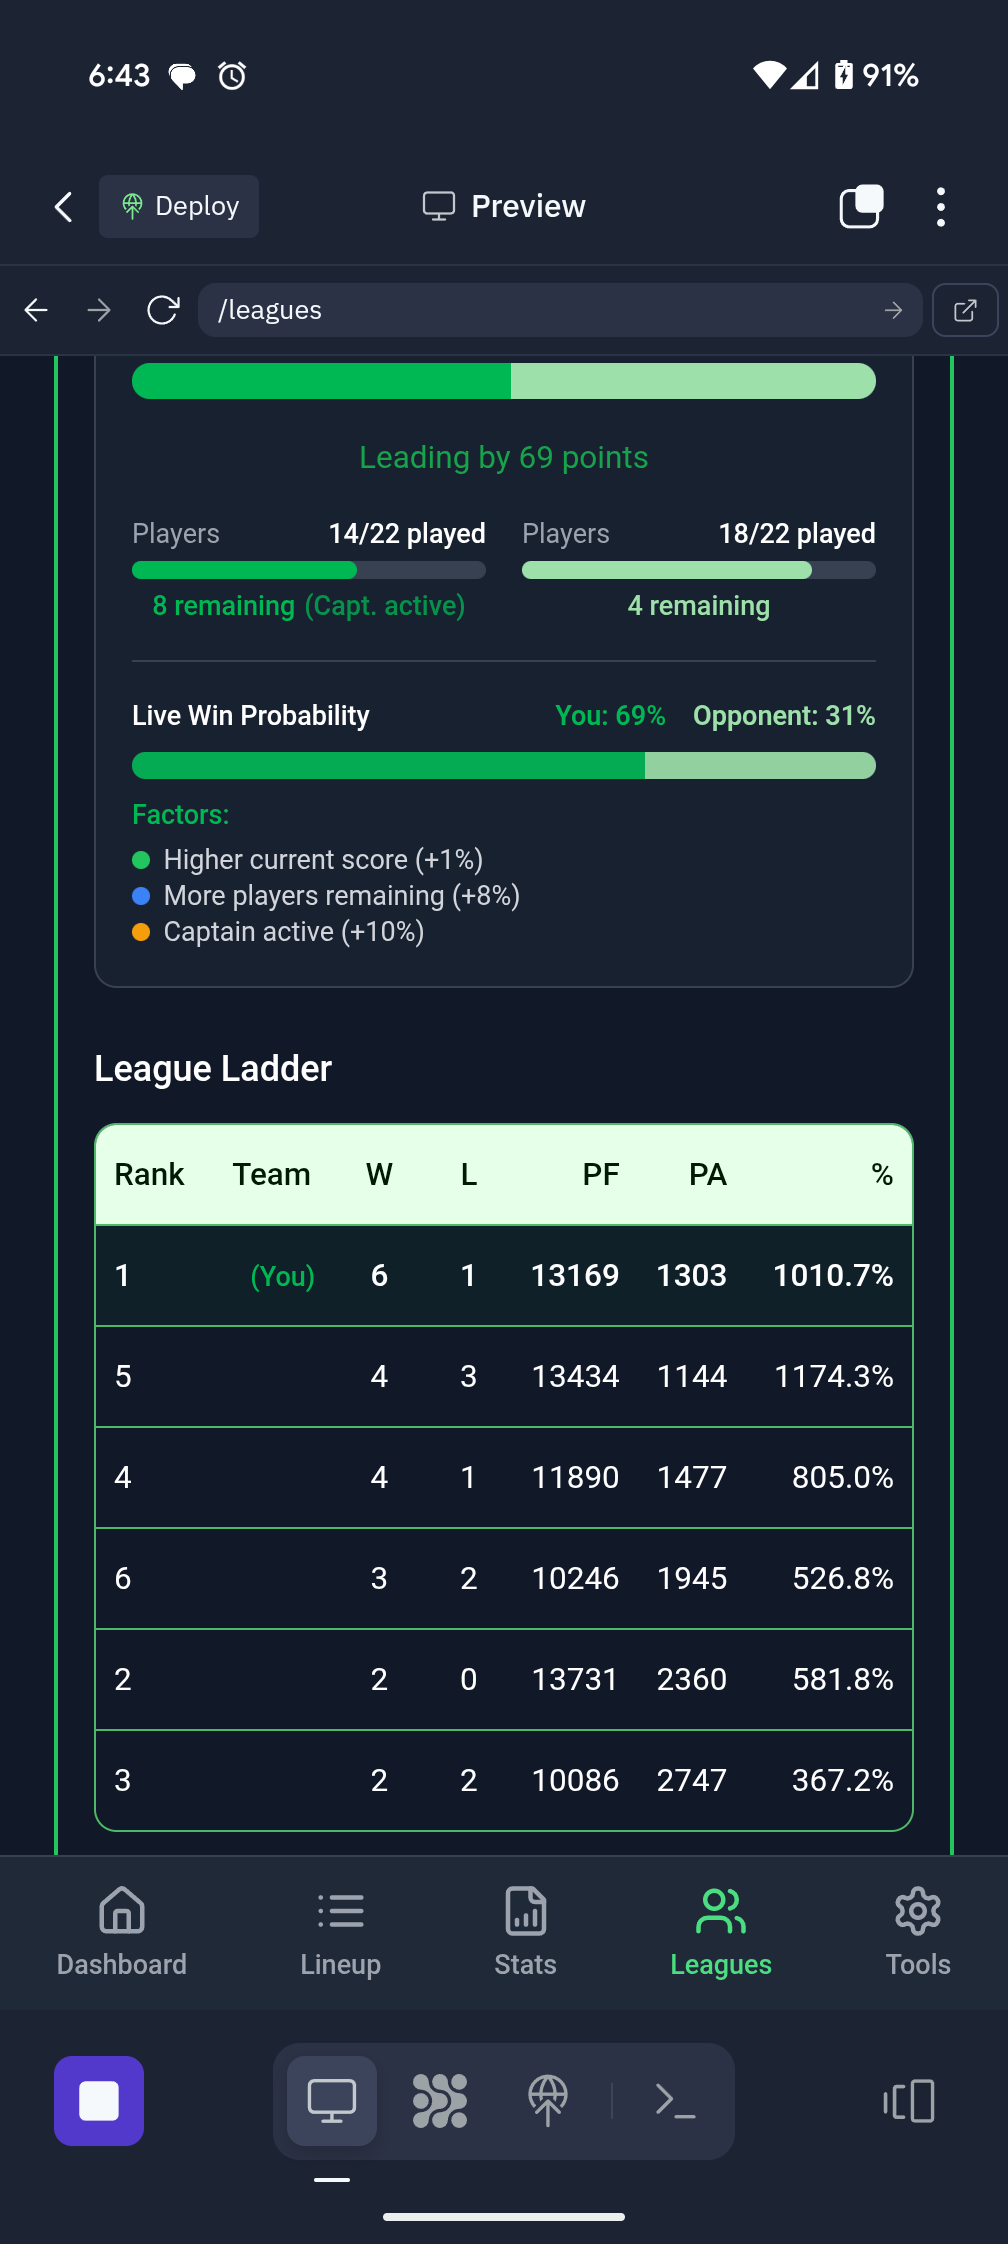 6:43 91%
Deploy Preview
/leagues
Leading by 69 points
Players 14/22 played Players 18/22 played
8 remaining (Capt. active) 4 remaining
Live Win Probability You: 69% Opponent: 31%
Factors:
Higher current score (+1%)
More players remaining (+8%)
Captain active (+10%)
League Ladder
Rank Team W L PF PA %
1 (You) 6 1 13169 1303 1010.7%
5 4 3 13434 1144 1174.3%
4 4 1 11890 1477 805.0%
6 3 2 10246 1945 526.8%
2 2 0 13731 2360 581.8%
3 2 2 10086 2747 367.2%
Dashboard Lineup Stats Leagues Tools